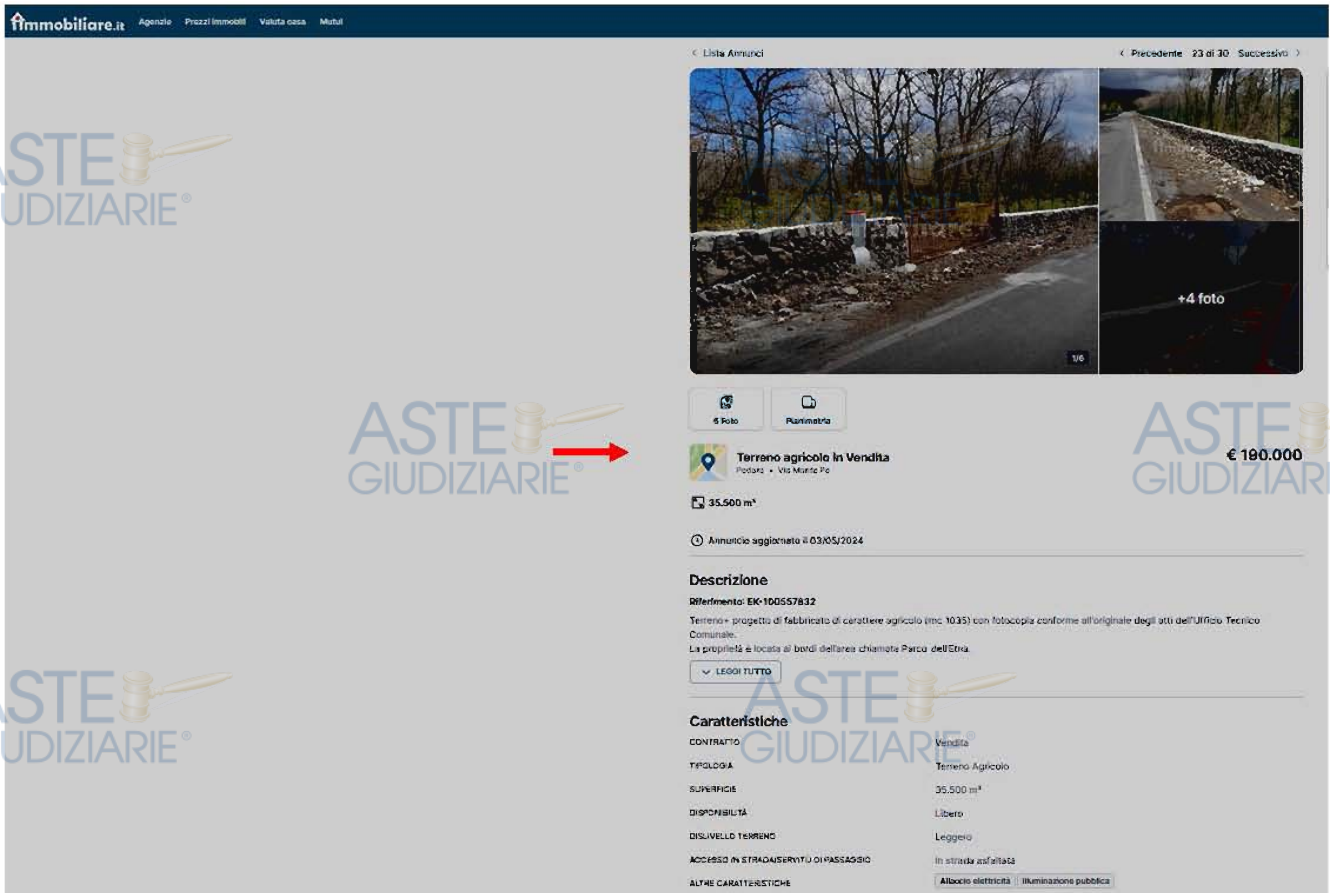 immobiliare.it Agenzie Prezzi immobili Valuta casa Mutui
< Lista Annunci
< Precedente 23 di 30 Successivo >
+4 foto
1/6
6 Foto
Planimetria
Terreno agricolo in Vendita
€ 190.000
Pedara • Via Monte Po
35.500 m²
Annuncio aggiornato il 03/05/2024
Descrizione
Riferimento: EK-100557832
Terreno+ progetto di fabbricato di carattere agricolo (mc 1035) con fotocopia conforme all'originale degli atti dell'Ufficio Tecnico
Comunale.
La proprietà è locata ai bordi dell'area chiamata Parco dell'Etna.
LEGGI TUTTO
Caratteristiche
CONTRATTO Vendita
TIPOLOGIA Terreno Agricolo
SUPERFICIE 35.500 m²
DISPONIBILITÀ Libero
DISLIVELLO TERRENO Leggero
ACCESSO IN STRADA/SERVITÙ DI PASSAGGIO In strada asfaltata
ALTRE CARATTERISTICHE Allaccio elettricità Illuminazione pubblica
ASTE
GIUDIZIARIE®
ASTE
GIUDIZIARIE®
ASTE
GIUDIZIARIE®
ASTE
GIUDIZIARIE®
ASTE
GIUDIZIARIE®